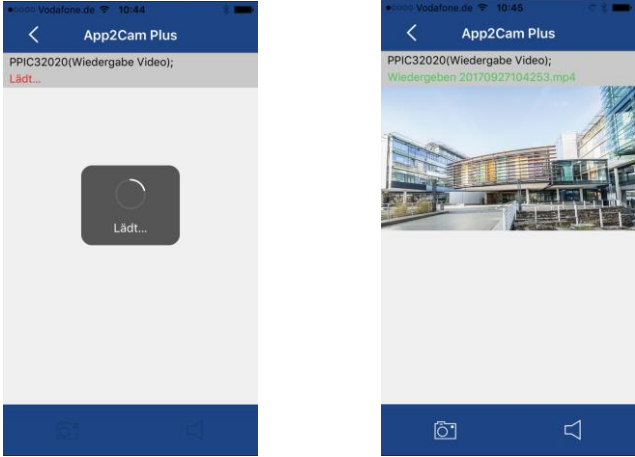 Vodafone.de 10:44
App2Cam Plus
PPIC32020(Wiedergabe Video);
Lädt...
Lädt...
Vodafone.de 10:45
App2Cam Plus
PPIC32020(Wiedergabe Video);
Wiedergeben 20170927104253.mp4